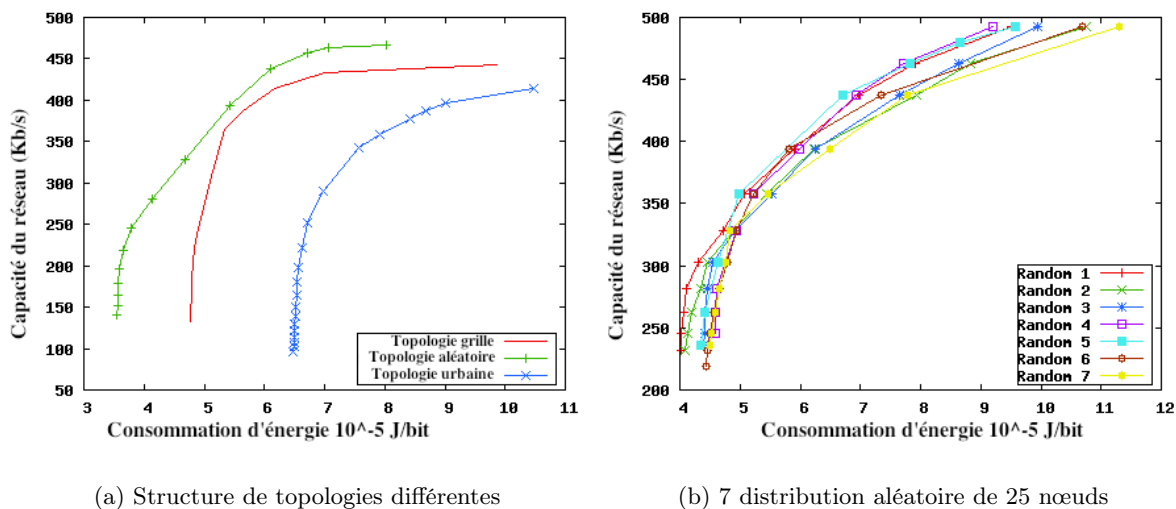 Capacité du réseau (Kb/s)
500
450
400
350
300
250
200
150
100
50
Topologie grille
Topologie aléatoire
Topologie urbaine
3 4 5 6 7 8 9 10 11
Consommation d'énergie 10^-5 J/bit
(a) Structure de topologies différentes
Capacité du réseau (Kb/s)
500
450
400
350
300
250
200
Random 1
Random 2
Random 3
Random 4
Random 5
Random 6
Random 7
4 5 6 7 8 9 10 11 12
Consommation d'énergie 10^-5 J/bit
(b) 7 distribution aléatoire de 25 nœuds